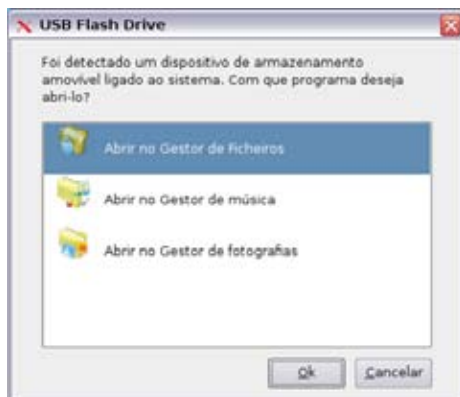 USB Flash Drive
Foi detectado um dispositivo de armazenamento
amovível ligado ao sistema. Com que programa deseja
abri-lo?
Abrir no Gestor de Ficheiros
Abrir no Gestor de música
Abrir no Gestor de fotografias
Ok
Cancelar